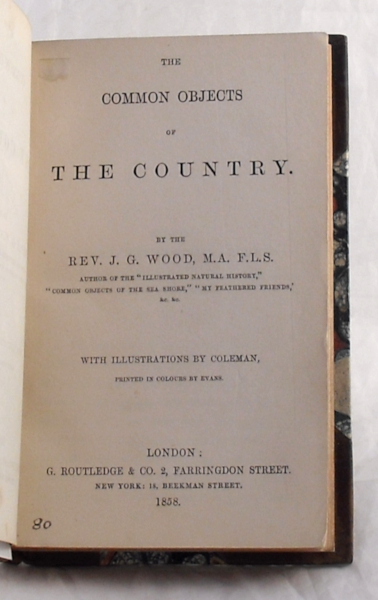 THE
COMMON OBJECTS
OF
THE COUNTRY.
BY THE
REV. J. G. WOOD, M.A. F.L.S.
AUTHOR OF THE "ILLUSTRATED NATURAL HISTORY,"
"COMMON OBJECTS OF THE SEA SHORE," "MY FEATHERED FRIENDS,'
&c. &c.
WITH ILLUSTRATIONS BY COLEMAN,
PRINTED IN COLOURS BY EVANS.
LONDON;
G. ROUTLEDGE & CO. 2, FARRINGDON STREET.
NEW YORK: 18, BEEKMAN STREET.
1858.
80